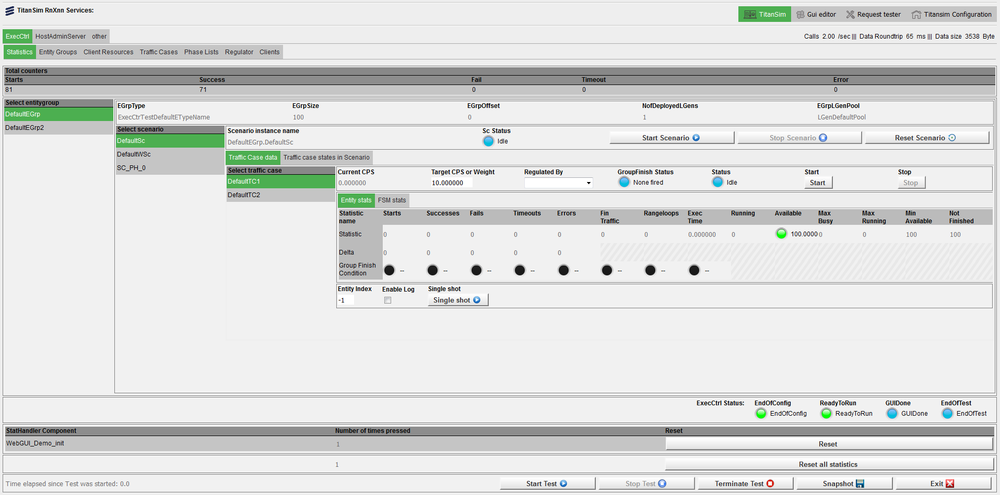 TitanSim RnXnn Services:
TitanSim Gui editor Request tester Titansim Configuration
ExecCtrl HostAdminServer other
Calls 2.00 /sec ||| Data Roundtrip 65 ms ||| Data size 3538 Byte
Statistics Entity Groups Client Resources Traffic Cases Phase Lists Regulator Clients
Total counters
Starts Success Fail Timeout Error
81 71 0 0 0
Select entitygroup
DefaultEGrp
DefaultEGrp2
EGrpType EGrpSize EGrpOffset NofDeployedLGens EGrpLGenPool
ExecCtrTestDefaultETypeName 100 0 1 LGenDefaultPool
Select scenario
DefaultSc
DefaultWSc
SC_PH_0
Scenario instance name Sc Status
DefaultEGrp.DefaultSc Idle
Start Scenario Stop Scenario Reset Scenario
Traffic Case data Traffic case states in Scenario
Select traffic case
DefaultTC1
DefaultTC2
Current CPS Target CPS or Weight Regulated By GroupFinish Status Status Start Stop
0.000000 10.000000 None fired Idle Start Stop
Entity stats FSM stats
Statistic name Starts Successes Fails Timeouts Errors Fin Traffic Rangeloops Exec Time Running Available Max Busy Max Running Min Available Not Finished
Statistic 0 0 0 0 0 0 0 0.000000 0 100.0000 0 0 100 100
Delta 0 0 0 0 0
Group Finish Condition -- -- -- -- -- -- -- --
Entity Index Enable Log Single shot
-1 Single shot
ExecCtrl Status: EndOfConfig ReadyToRun GUIDone EndOfTest
EndOfConfig ReadyToRun GUIDone EndOfTest
StatHandler Component Number of times pressed Reset
WebGUI_Demo_init 1 Reset
1 Reset all statistics
Time elapsed since Test was started: 0.0
Start Test Stop Test Terminate Test Snapshot Exit